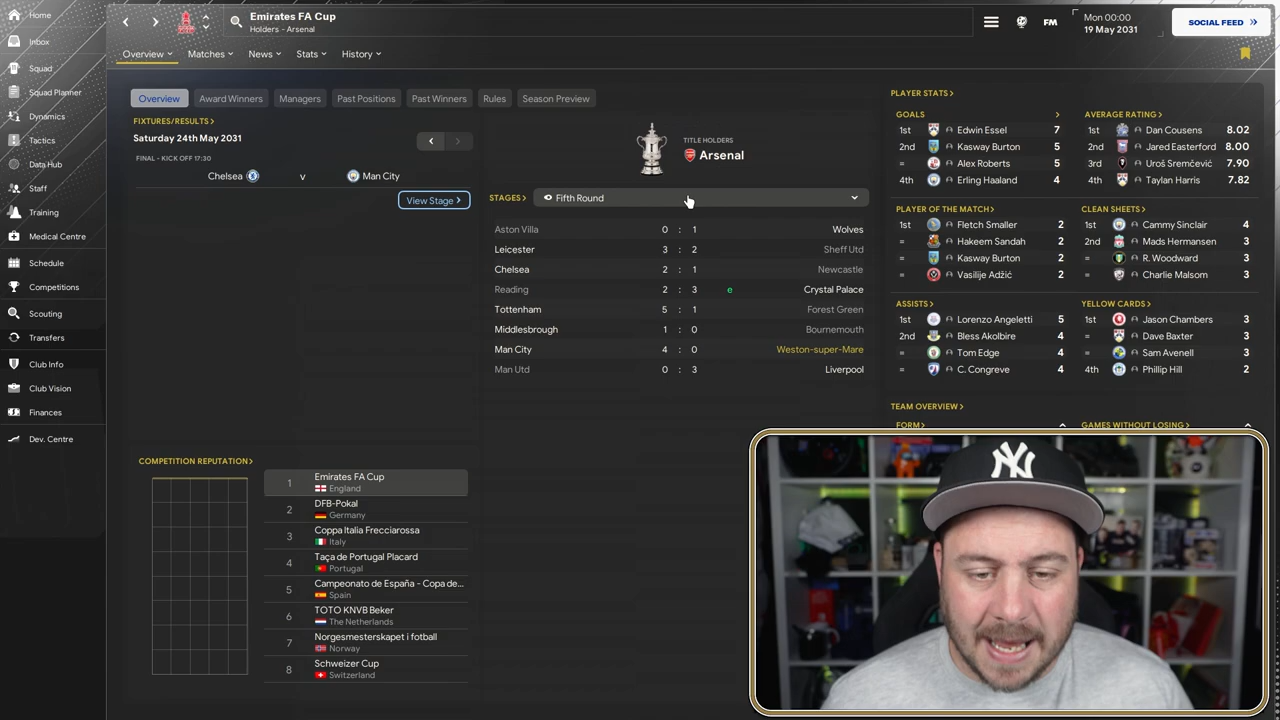 Home
Inbox
Squad
Squad Planner
Dynamics
Tactics
Data Hub
Staff
Training
Medical Centre
Schedule
Competitions
Scouting
Transfers
Club Info
Club Vision
Finances
Dev. Centre
Emirates FA Cup
Holders - Arsenal
FM
Mon 00:00
19 May 2031
SOCIAL FEED
Overview
Matches
News
Stats
History
Overview
Award Winners
Managers
Past Positions
Past Winners
Rules
Season Preview
FIXTURES/RESULTS
Saturday 24th May 2031
FINAL - KICK OFF 17:30
Chelsea v Man City
View Stage
TITLE HOLDERS
Arsenal
STAGES
Fifth Round
Aston Villa 0 : 1 Wolves
Leicester 3 : 2 Sheff Utd
Chelsea 2 : 1 Newcastle
Reading 2 : 3 e Crystal Palace
Tottenham 5 : 1 Forest Green
Middlesbrough 1 : 0 Bournemouth
Man City 4 : 0 Weston-super-Mare
Man Utd 0 : 3 Liverpool
COMPETITION REPUTATION
1 Emirates FA Cup
England
2 DFB-Pokal
Germany
3 Coppa Italia Frecciarossa
Italy
4 Taça de Portugal Placard
Portugal
5 Campeonato de España - Copa de...
Spain
6 TOTO KNVB Beker
The Netherlands
7 Norgesmesterskapet i fotball
Norway
8 Schweizer Cup
Switzerland
PLAYER STATS
GOALS
1st Edwin Essel 7
2nd Kasway Burton 5
= Alex Roberts 5
4th Erling Haaland 4
AVERAGE RATING
1st Dan Cousens 8.02
2nd Jared Easterford 8.00
3rd Uroš Sremčević 7.90
4th Taylan Harris 7.82
PLAYER OF THE MATCH
1st Fletch Smaller 2
= Hakeem Sandah 2
= Kasway Burton 2
= Vasilije Adžić 2
CLEAN SHEETS
1st Cammy Sinclair 4
2nd Mads Hermansen 3
= R. Woodward 3
= Charlie Malsom 3
ASSISTS
1st Lorenzo Angeletti 5
2nd Bless Akolbire 4
= Tom Edge 4
= C. Congreve 4
YELLOW CARDS
1st Jason Chambers 3
= Dave Baxter 3
= Sam Avenell 3
4th Phillip Hill 2
TEAM OVERVIEW
FORM
GAMES WITHOUT LOSING
NY